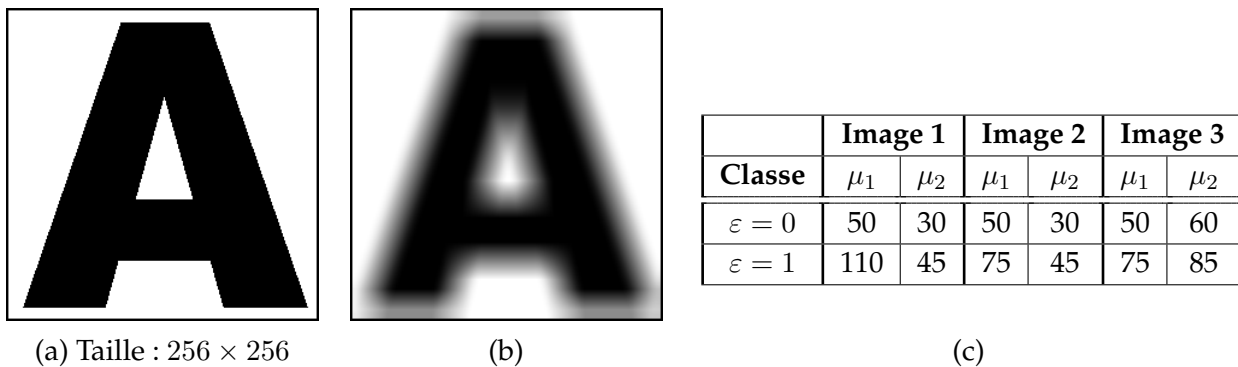 A
A
Image 1 Image 2 Image 3
Classe μ₁ μ₂ μ₁ μ₂ μ₁ μ₂
ε = 0 50 30 50 30 50 60
ε = 1 110 45 75 45 75 85
(a) Taille : 256 × 256 (b) (c)